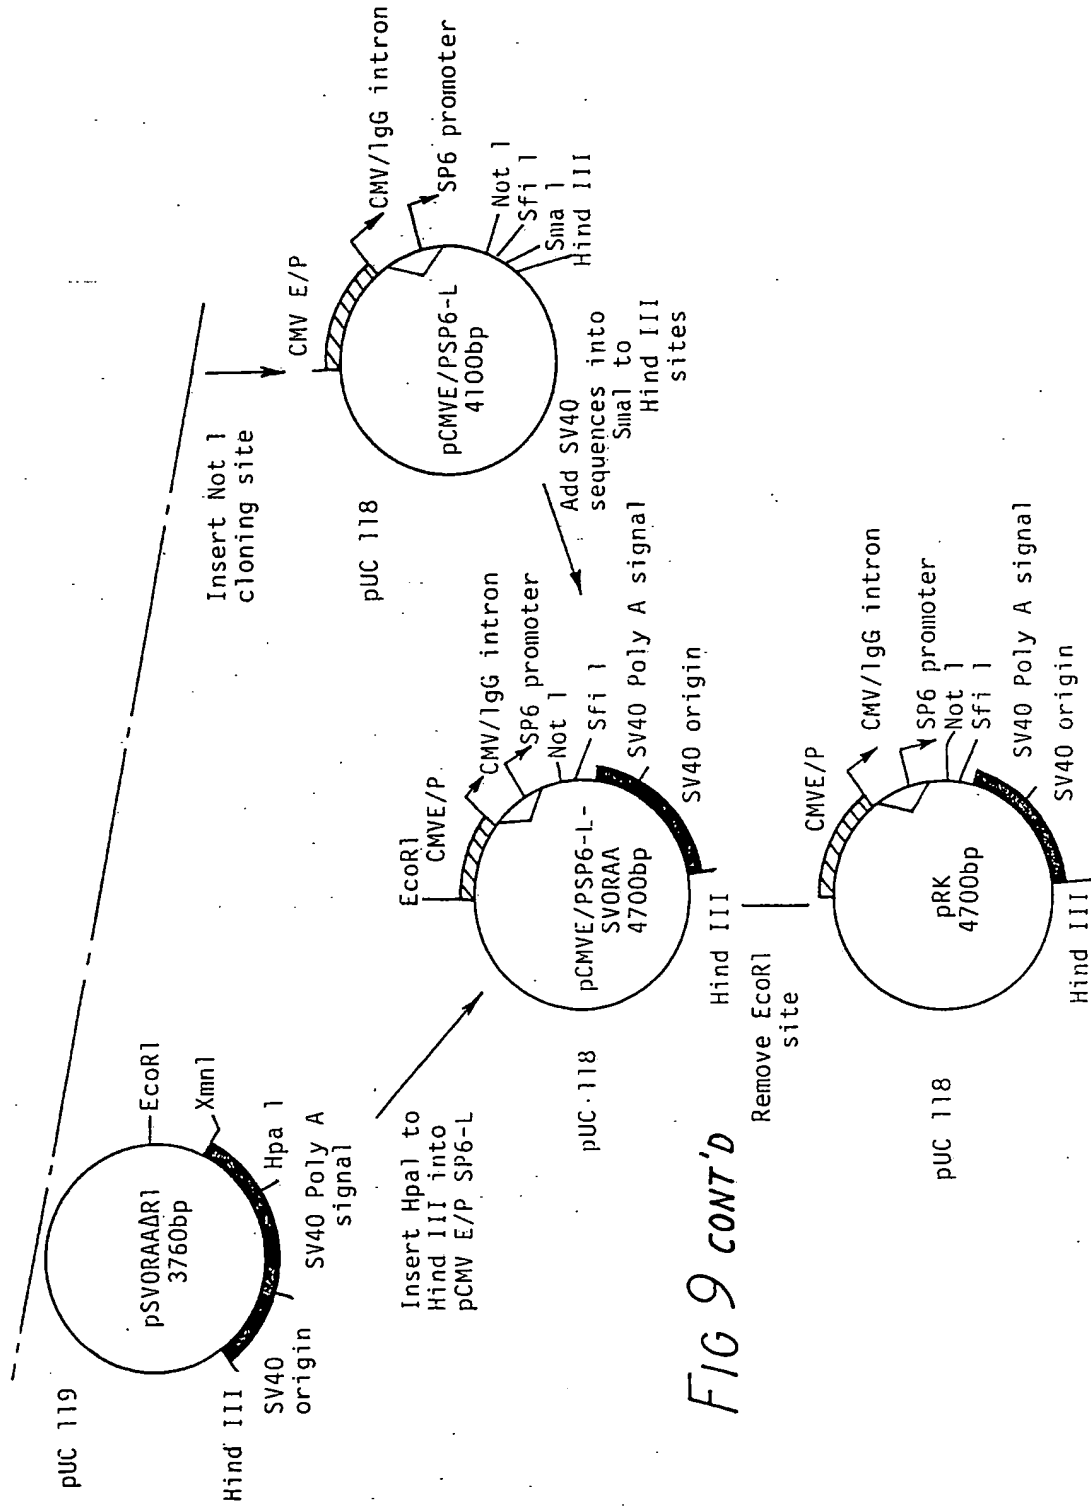 pUC 119
EcoR1
Xmn1
Hpa 1
SV40 Poly A
signal
SV40
origin
Hind III
pSVORAAΔR1
3760bp
Insert Not 1
cloning site
CMV E/P
CMV/1gG intron
SP6 promoter
Not 1
Sfi 1
Sma 1
Hind III
pCMVE/PSP6-L
4100bp
pUC 118
Insert Hpa1 to
Hind III into
pCMV E/P SP6-L
Add SV40
sequences into
Sma1 to
Hind III
sites
EcoR1
CMVE/P
CMV/1gG intron
SP6 promoter
Not 1
Sfi 1
SV40 Poly A signal
SV40 origin
Hind III
pCMVE/PSP6-L-
SVORAA
4700bp
pUC·118
Remove EcoR1
site
CMVE/P
CMV/1gG intron
SP6 promoter
Not 1
Sfi 1
SV40 Poly A signal
SV40 origin
Hind III
pRK
4700bp
pUC 118
FIG 9 CONT'D